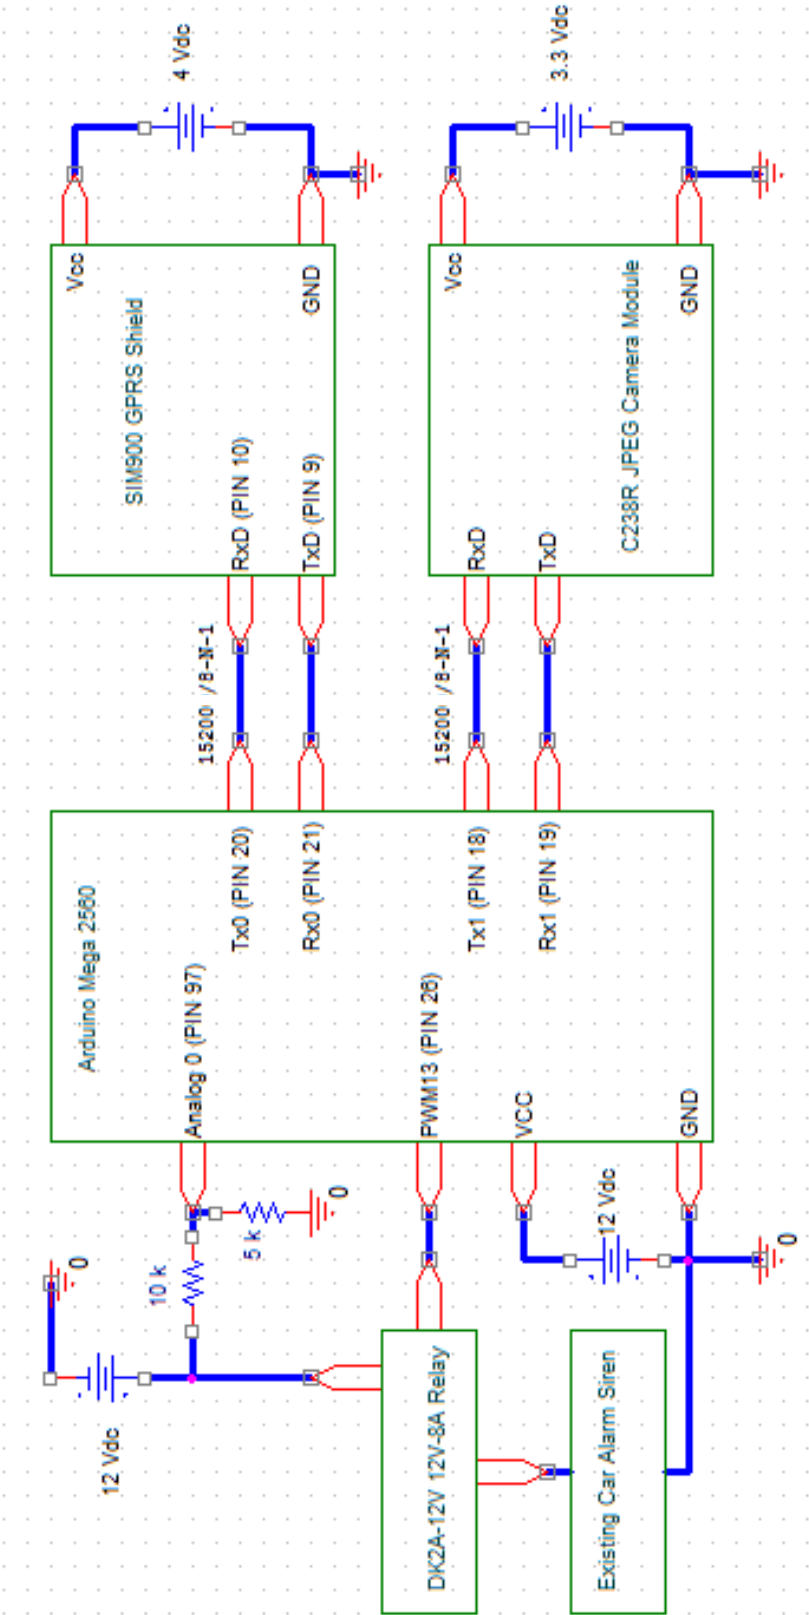 12 Vdc
0
10 k
5 k
0
DK2A-12V 12V-8A Relay
Existing Car Alarm Siren
12 Vdc
0
Arduino Mega 2560
Analog 0 (PIN 97)
PWM13 (PIN 26)
VCC
GND
Tx0 (PIN 20)
Rx0 (PIN 21)
Tx1 (PIN 18)
Rx1 (PIN 19)
15200 /8-N-1
15200 /8-N-1
SIM900 GPRS Shield
RxD (PIN 10)
TxD (PIN 9)
Vcc
GND
4 Vdc
RxD
TxD
C238R JPEG Camera Module
Vcc
GND
3.3 Vdc